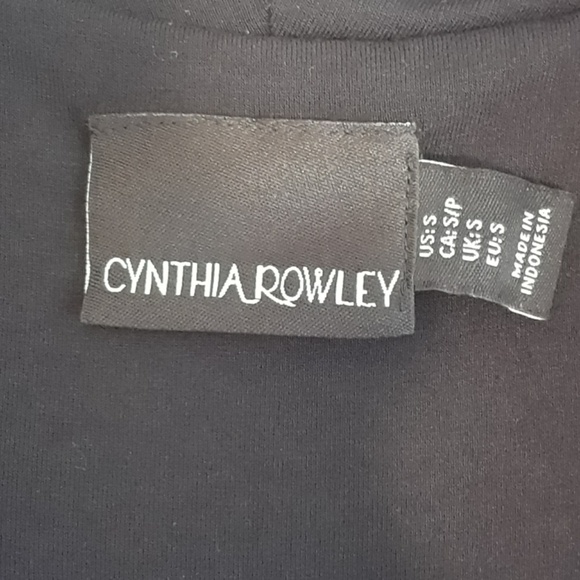 CYNTHIA ROWLEY
US: S
CA: S/P
UK: S
EU: S
MADE IN
INDONESIA